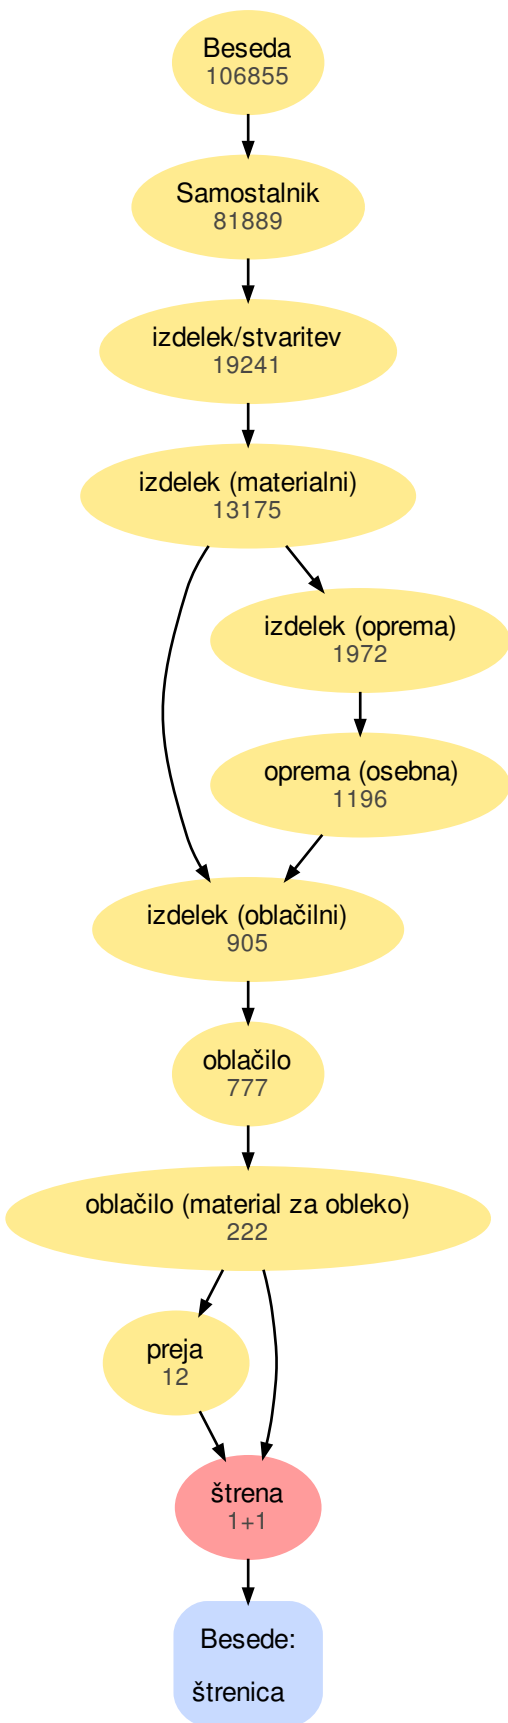 Beseda
106855
Samostalnik
81889
izdelek/stvaritev
19241
izdelek (materialni)
13175
izdelek (oprema)
1972
oprema (osebna)
1196
izdelek (oblačilni)
905
oblačilo
777
oblačilo (material za obleko)
222
preja
12
štrena
1+1
Besede:
štrenica